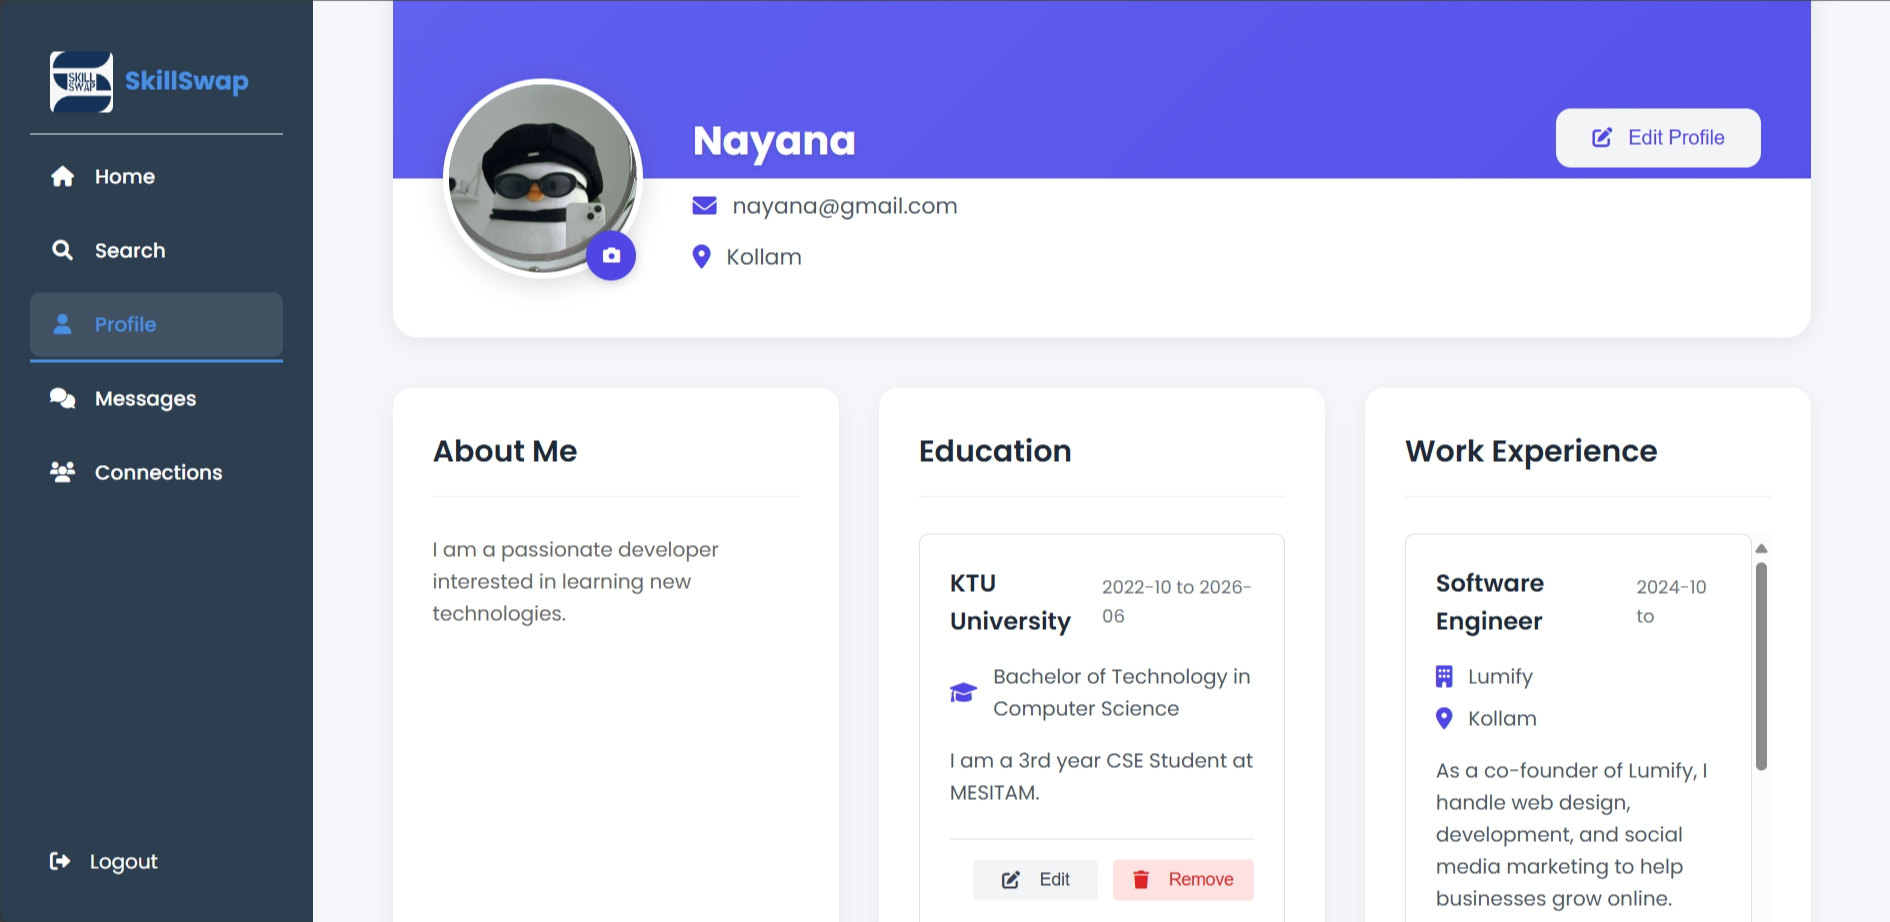 SKILL
SWAP
SkillSwap
Home
Search
Profile
Messages
Connections
Logout
Nayana
Edit Profile
nayana@gmail.com
Kollam
About Me
I am a passionate developer
interested in learning new
technologies.
Education
KTU
University
2022-10 to 2026-
06
Bachelor of Technology in
Computer Science
I am a 3rd year CSE Student at
MESITAM.
Edit
Remove
Work Experience
Software
Engineer
2024-10
to
Lumify
Kollam
As a co-founder of Lumify, I
handle web design,
development, and social
media marketing to help
businesses grow online.